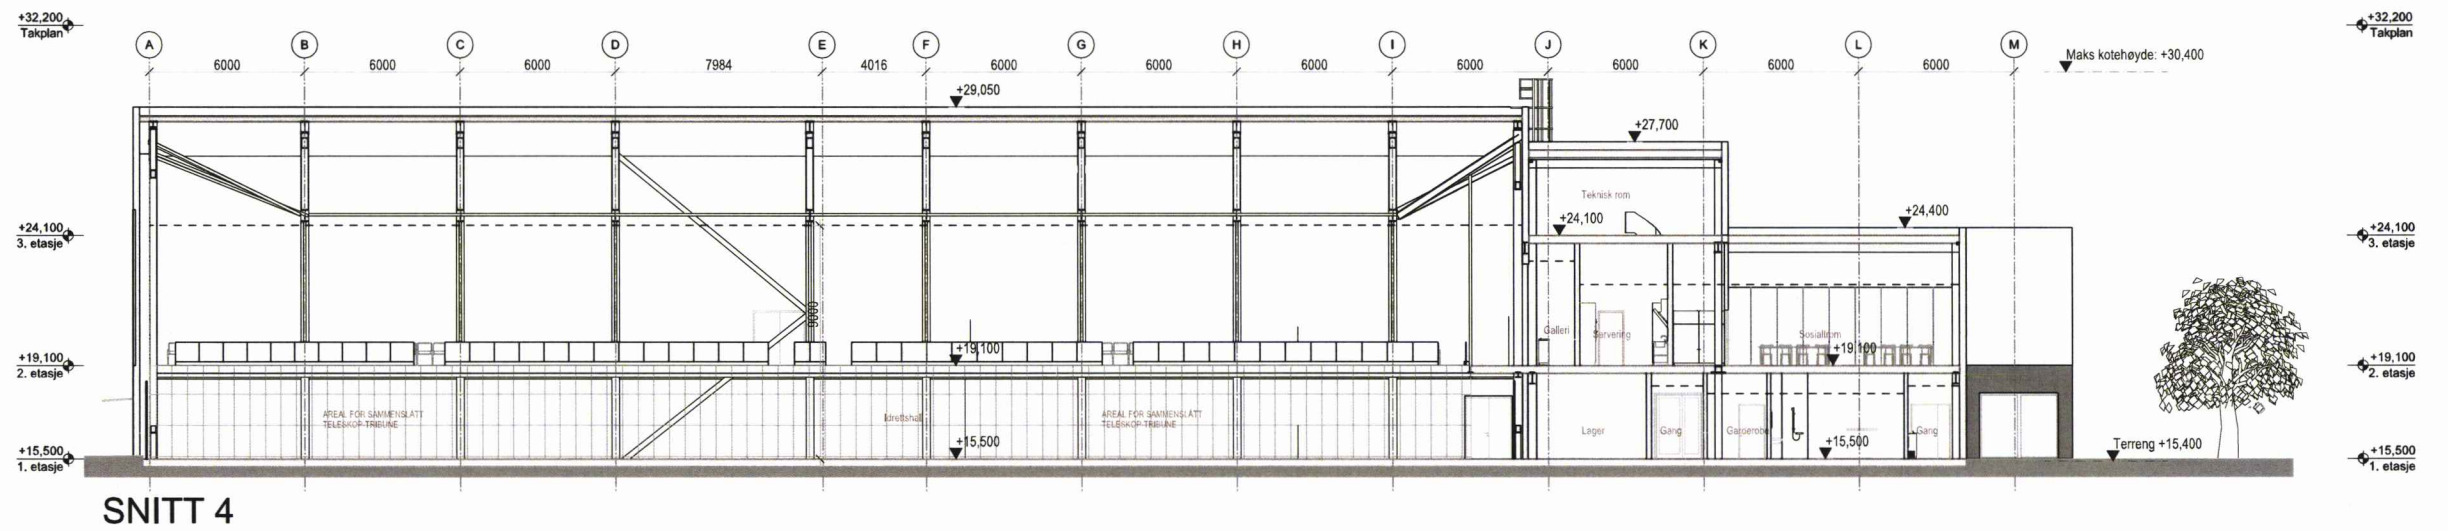 +32,200
Takplan
A
B
C
D
E
F
G
H
I
J
K
L
M
+32,200
Takplan
6000
6000
6000
7984
4016
6000
6000
6000
6000
6000
6000
6000
Maks kotehøyde: +30,400
+29,050
+27,700
Teknisk rom
+24,100
3. etasje
+24,100
+24,400
+24,100
3. etasje
9000
Galleri
Servering
Sosialrom
+19,100
2. etasje
+19,100
+19,100
+19,100
2. etasje
AREAL FOR SAMMENSLÅTT
TELESKOP TRIBUNE
Idrettshall
AREAL FOR SAMMENSLÅTT
TELESKOP TRIBUNE
Lager
Gang
Garderobe
Gang
+15,500
1. etasje
+15,500
+15,500
Terreng +15,400
+15,500
1. etasje
SNITT 4